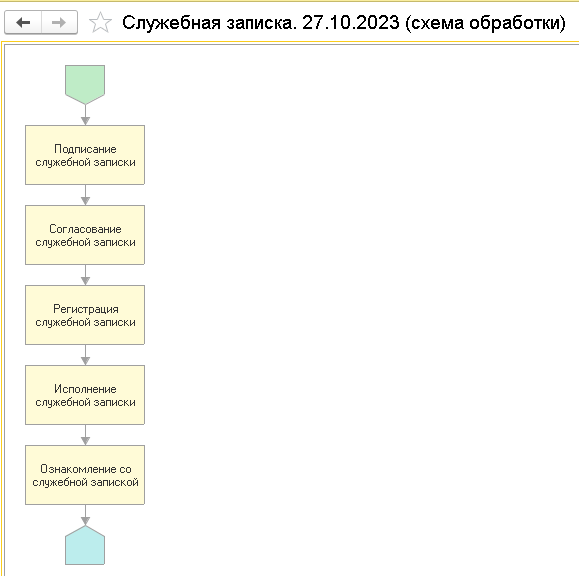 Служебная записка. 27.10.2023 (схема обработки)
Подписание
служебной записки
Согласование
служебной записки
Регистрация
служебной записки
Исполнение
служебной записки
Ознакомление со
служебной запиской